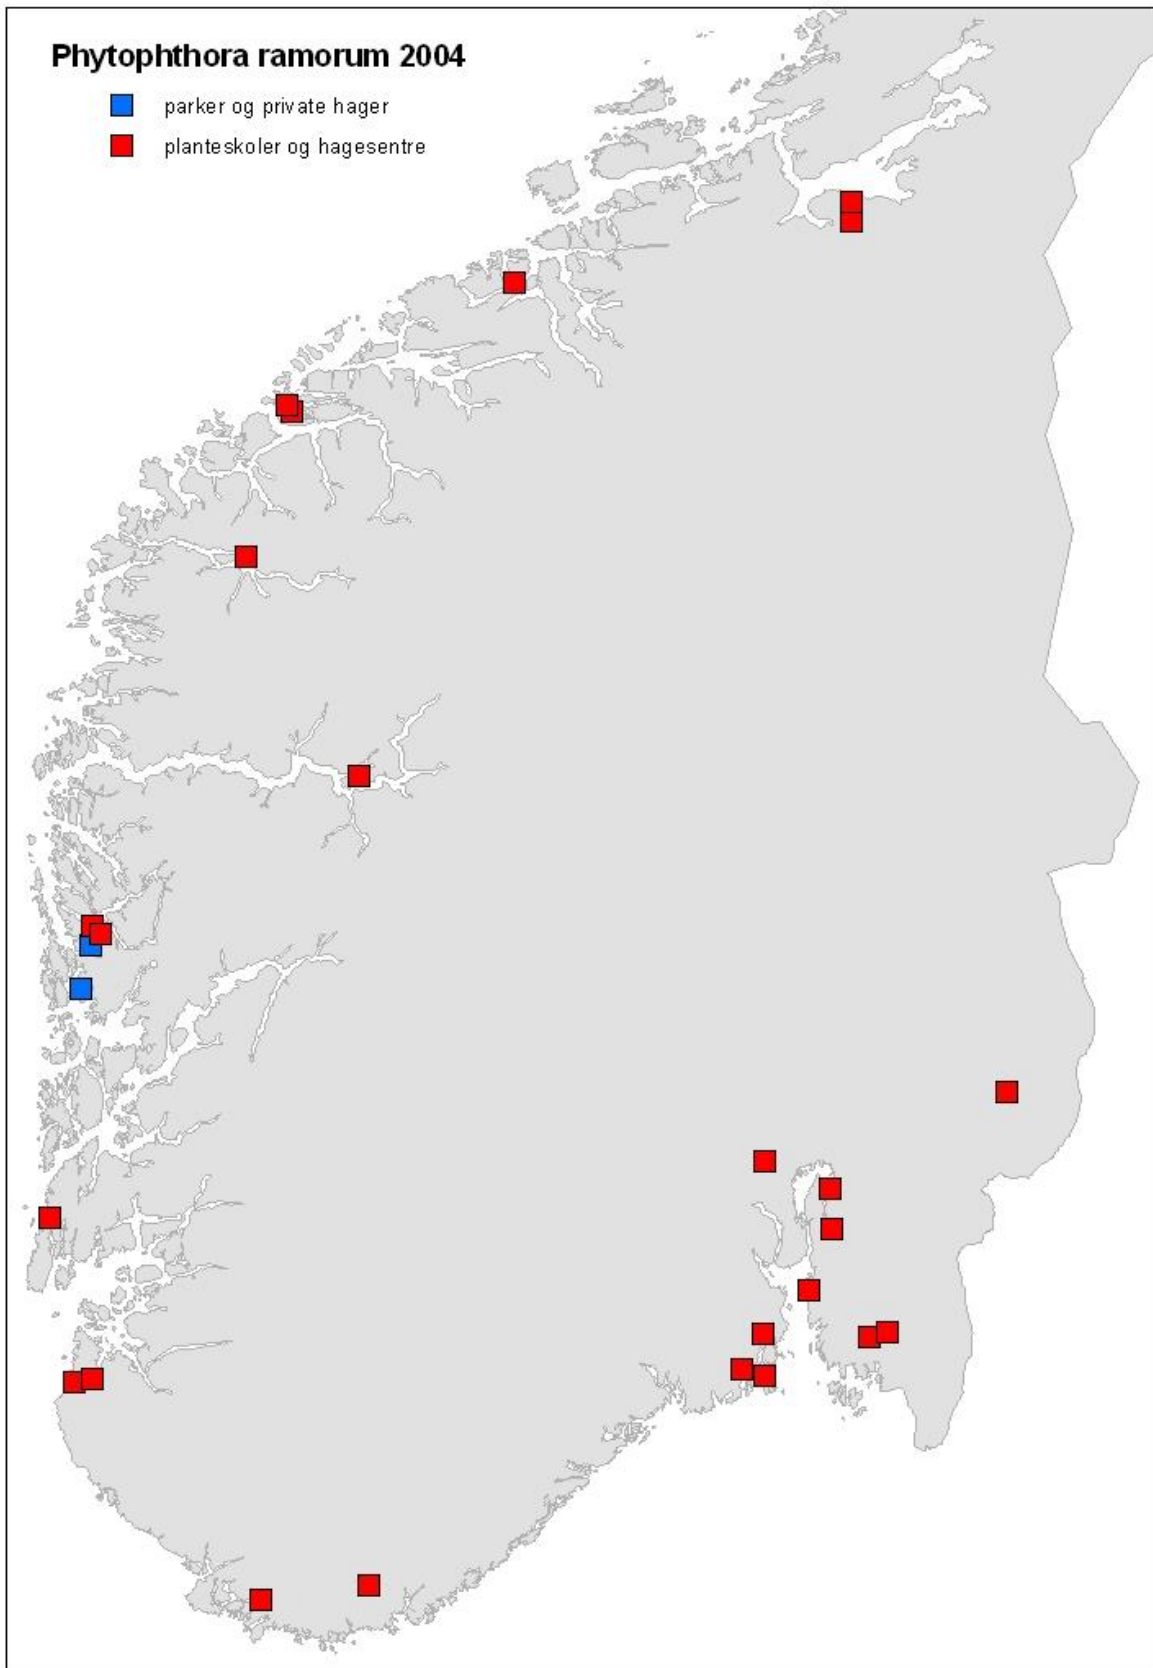 Phytophthora ramorum 2004
parker og private hager
planteskoler og hagesentre